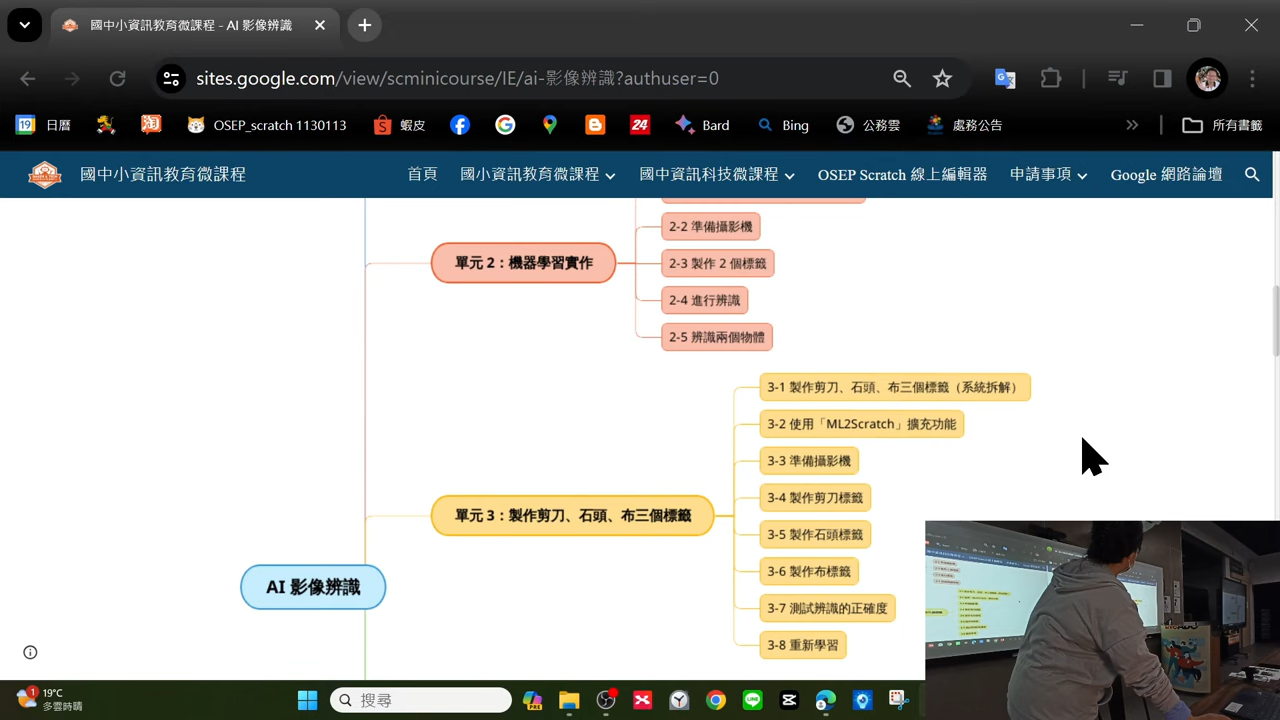 國中小資訊教育微課程 - AI 影像辨識
sites.google.com/view/scminicourse/IE/ai-影像辨識?authuser=0
19 日曆 淘 OSEP_scratch 1130113 蝦皮 24 Bard Bing 公務雲 處務公告 所有書籤
國中小資訊教育微課程 首頁 國小資訊教育微課程 國中資訊科技微課程 OSEP Scratch 線上編輯器 申請事項 Google 網路論壇
2-2 準備攝影機
單元 2：機器學習實作
2-3 製作 2 個標籤
2-4 進行辨識
2-5 辨識兩個物體
3-1 製作剪刀、石頭、布三個標籤（系統拆解）
3-2 使用「ML2Scratch」擴充功能
3-3 準備攝影機
3-4 製作剪刀標籤
單元 3：製作剪刀、石頭、布三個標籤
3-5 製作石頭標籤
3-6 製作布標籤
AI 影像辨識
3-7 測試辨識的正確度
3-8 重新學習
1
19°C
多雲時晴
搜尋
PRE
LINE